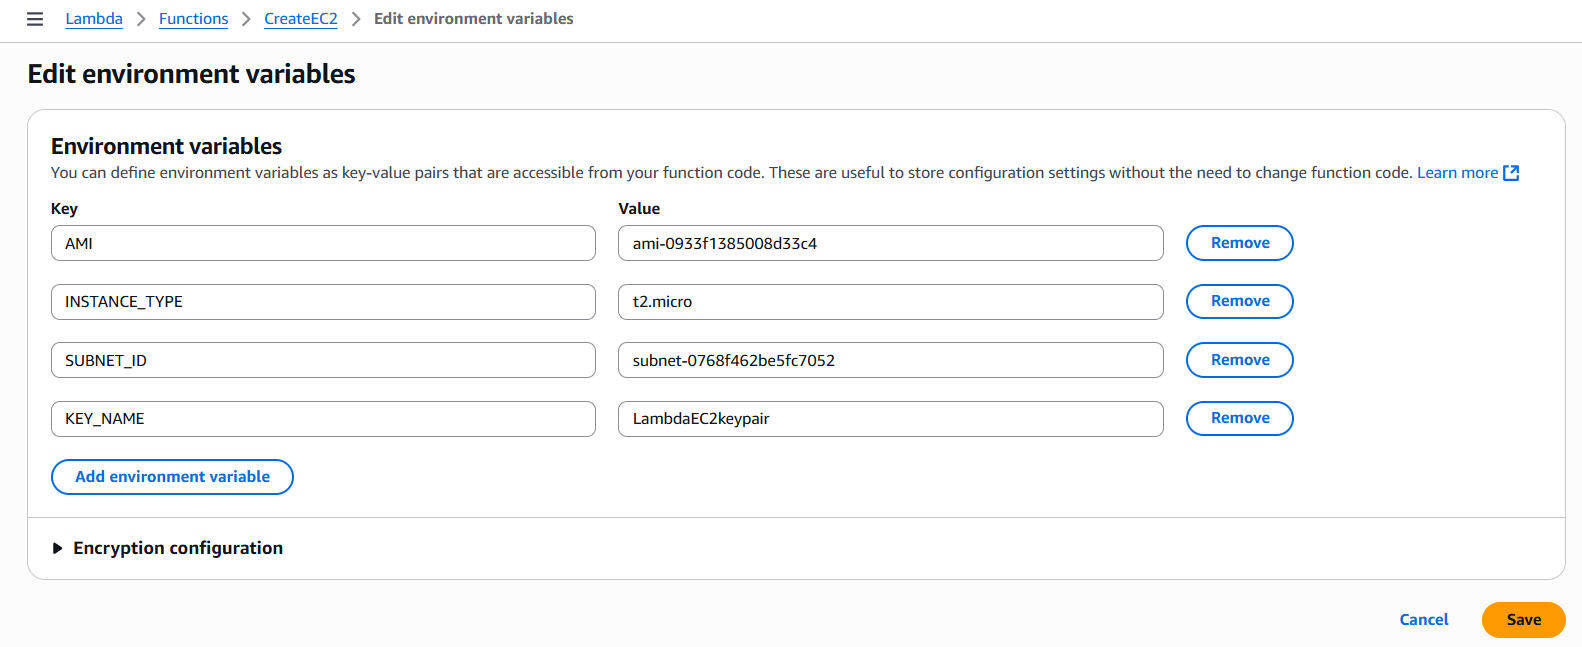 Lambda > Functions > CreateEC2 > Edit environment variables
Edit environment variables
Environment variables
You can define environment variables as key-value pairs that are accessible from your function code. These are useful to store configuration settings without the need to change function code. Learn more
Key Value
AMI ami-0933f1385008d33c4 Remove
INSTANCE_TYPE t2.micro Remove
SUBNET_ID subnet-0768f462be5fc7052 Remove
KEY_NAME LambdaEC2keypair Remove
Add environment variable
Encryption configuration
Cancel Save